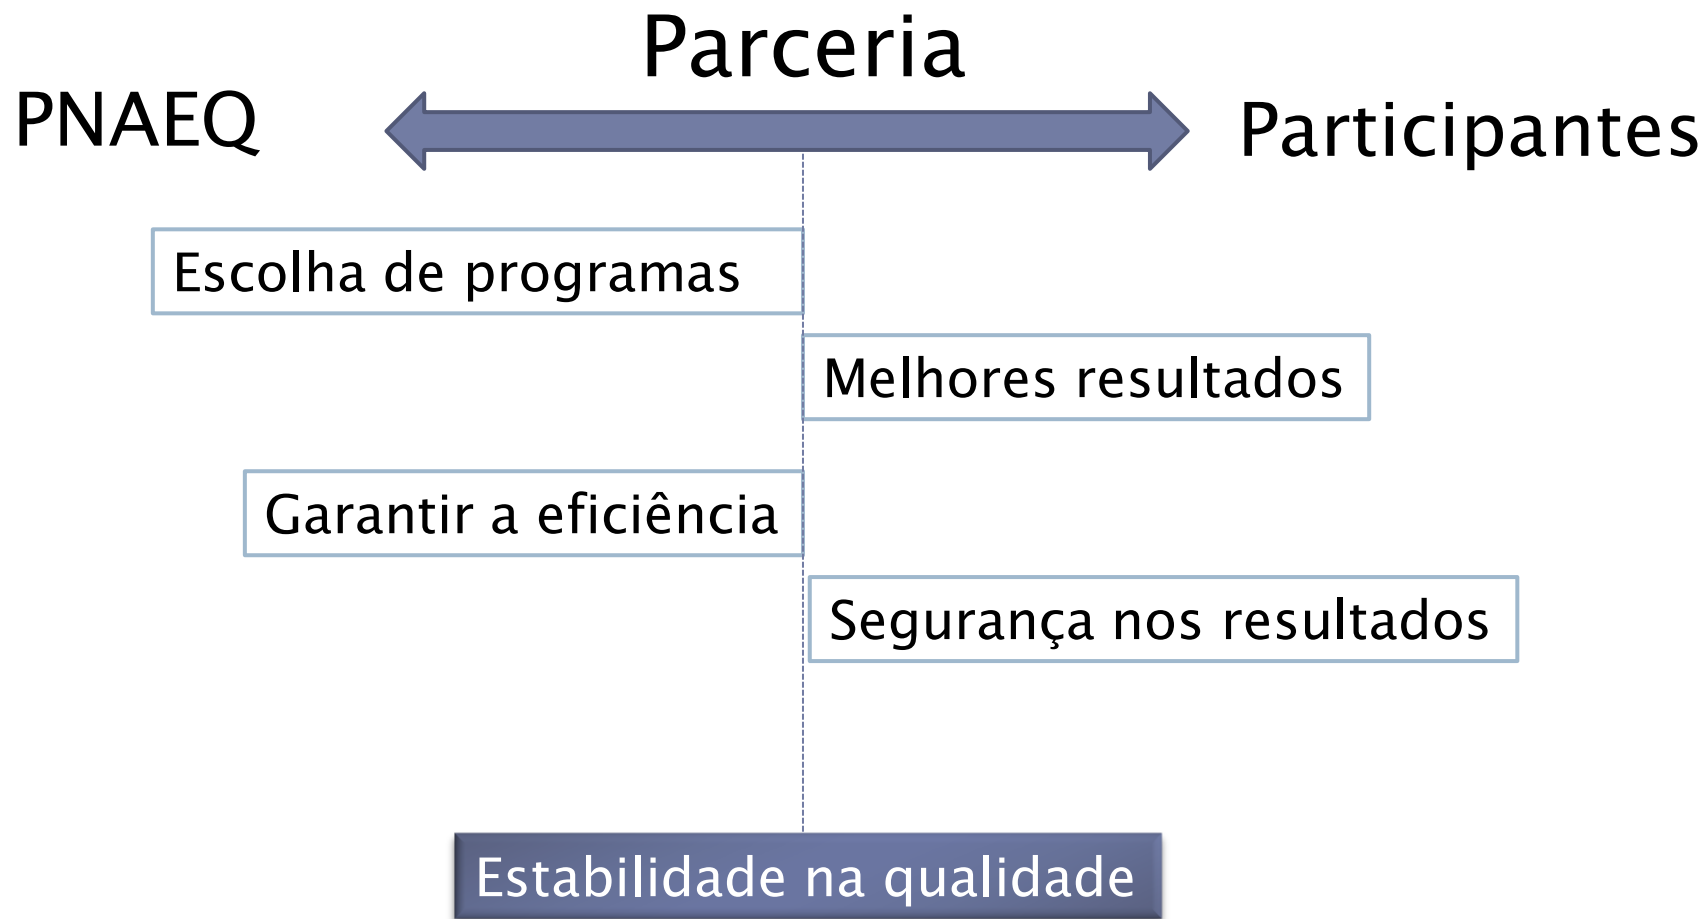 Parceria
PNAEQ
Participantes
Escolha de programas
Melhores resultados
Garantir a eficiência
Segurança nos resultados
Estabilidade na qualidade